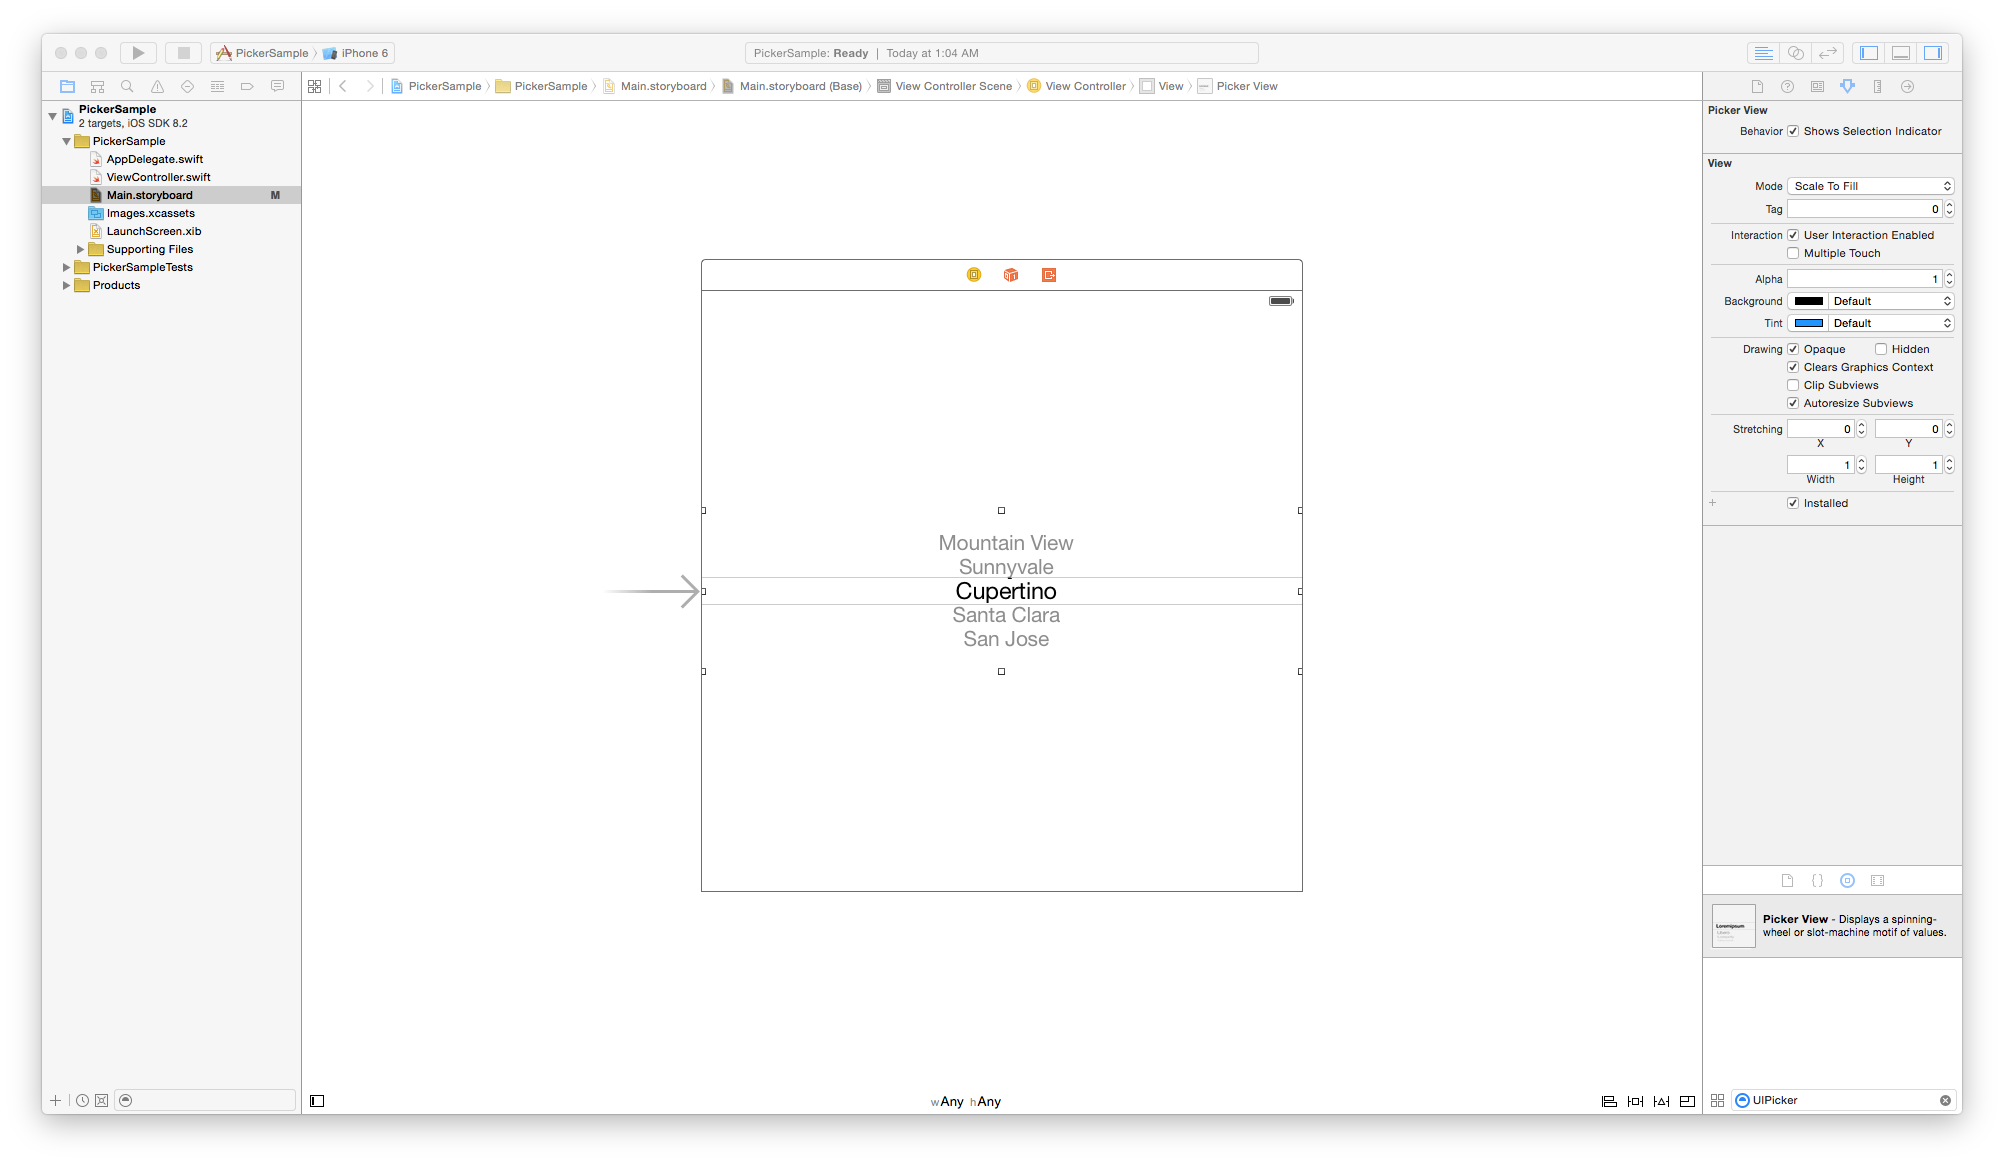 PickerSample 〉 iPhone 6
PickerSample: Ready | Today at 1:04 AM
PickerSample 〉 PickerSample 〉 Main.storyboard 〉 Main.storyboard (Base) 〉 View Controller Scene 〉 View Controller 〉 View 〉 Picker View
PickerSample
2 targets, iOS SDK 8.2
PickerSample
AppDelegate.swift
ViewController.swift
Main.storyboard M
Images.xcassets
LaunchScreen.xib
Supporting Files
PickerSampleTests
Products
Mountain View
Sunnyvale
Cupertino
Santa Clara
San Jose
wAny hAny
Picker View
Behavior Shows Selection Indicator
View
Mode Scale To Fill
Tag 0
Interaction User Interaction Enabled
Multiple Touch
Alpha 1
Background Default
Tint Default
Drawing Opaque Hidden
Clears Graphics Context
Clip Subviews
Autoresize Subviews
Stretching 0 0
X Y
1 1
Width Height
+ Installed
{ }
Picker View - Displays a spinning-
wheel or slot-machine motif of values.
UIPicker